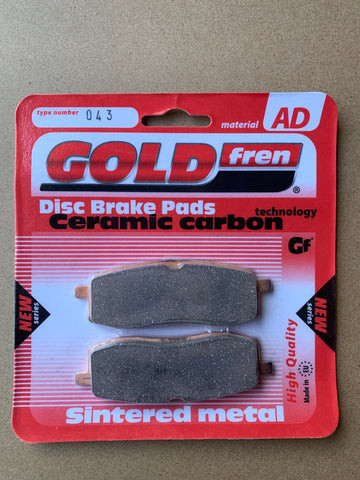 type number 043
material AD
GOLD fren ®
Disc Brake Pads
technology
Ceramic carbon
GF
NEW series
NEW series
High Quality
Made in EU
Sintered metal